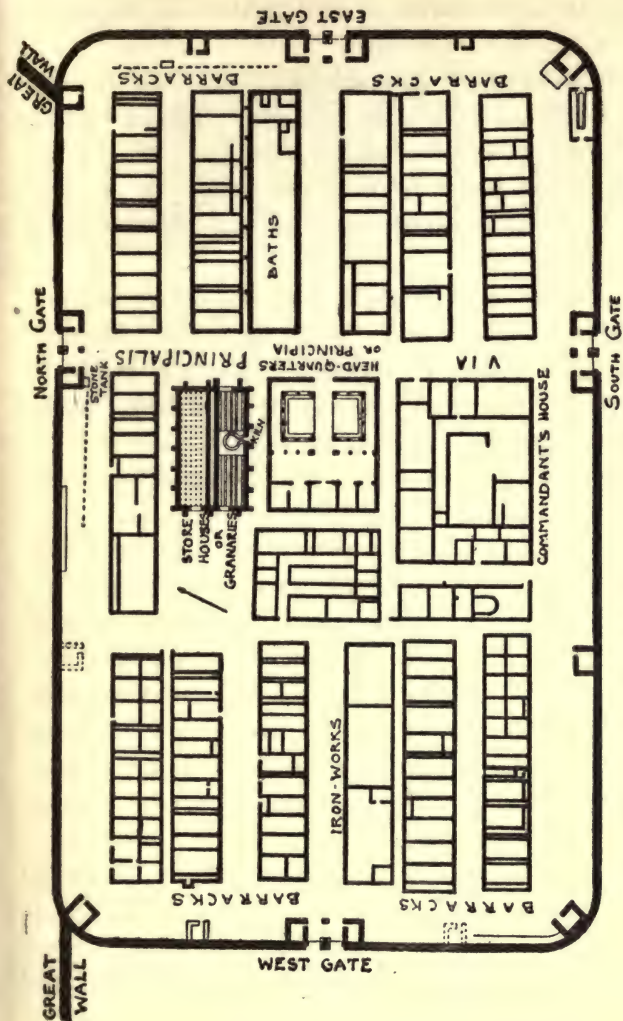 EAST GATE
GREAT
WALL
BARRACKS
BARRACKS
BATHS
NORTH GATE
STONE
TANK
PRINCIPALIS
HEAD-QUARTERS
OR PRINCIPIA
VIA
SOUTH GATE
KILN
STORE
HOUSES
OR
GRANARIES
COMMANDANT'S HOUSE
IRON-WORKS
BARRACKS
BARRACKS
WEST GATE
GREAT
WALL